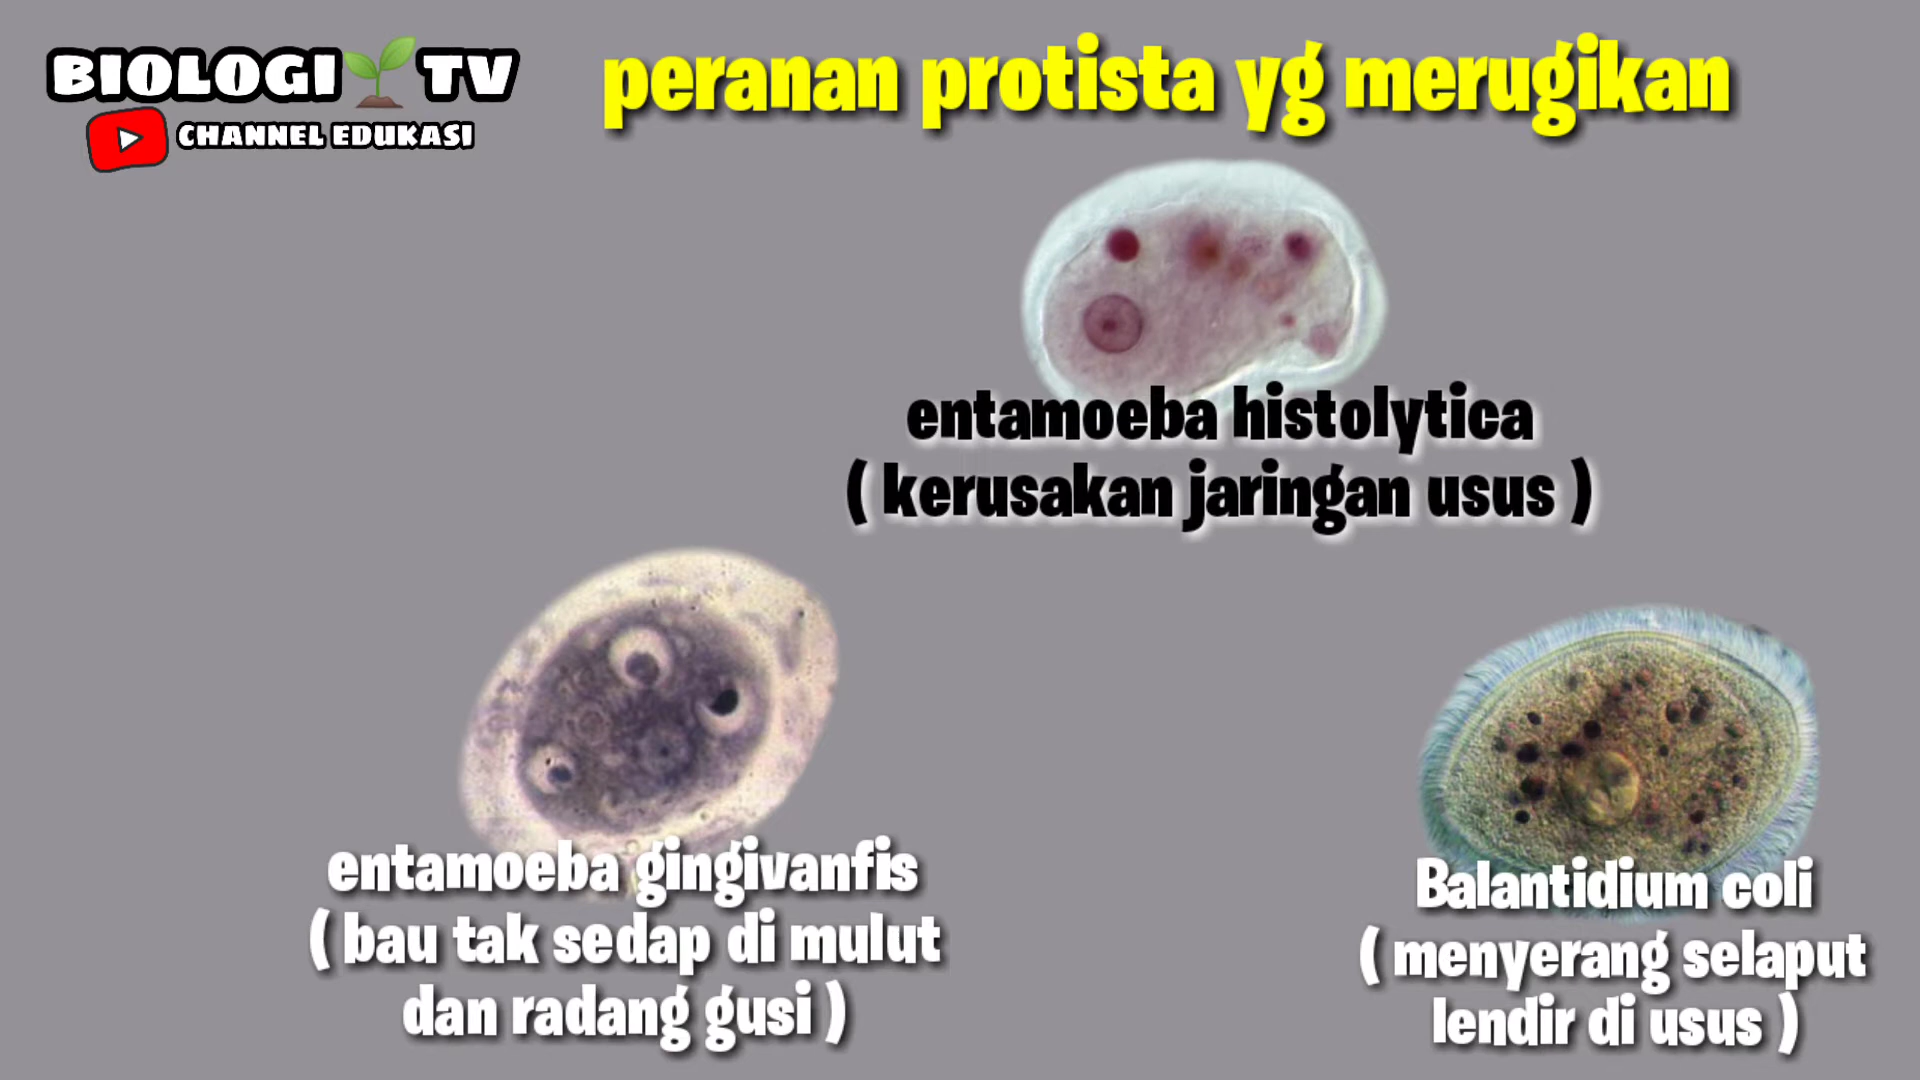 BIOLOGI TV
CHANNEL EDUKASI
peranan protista yg merugikan
entamoeba histolytica
( kerusakan jaringan usus )
entamoeba gingivanfis
( bau tak sedap di mulut
dan radang gusi )
Balantidium coli
( menyerang selaput
lendir di usus )